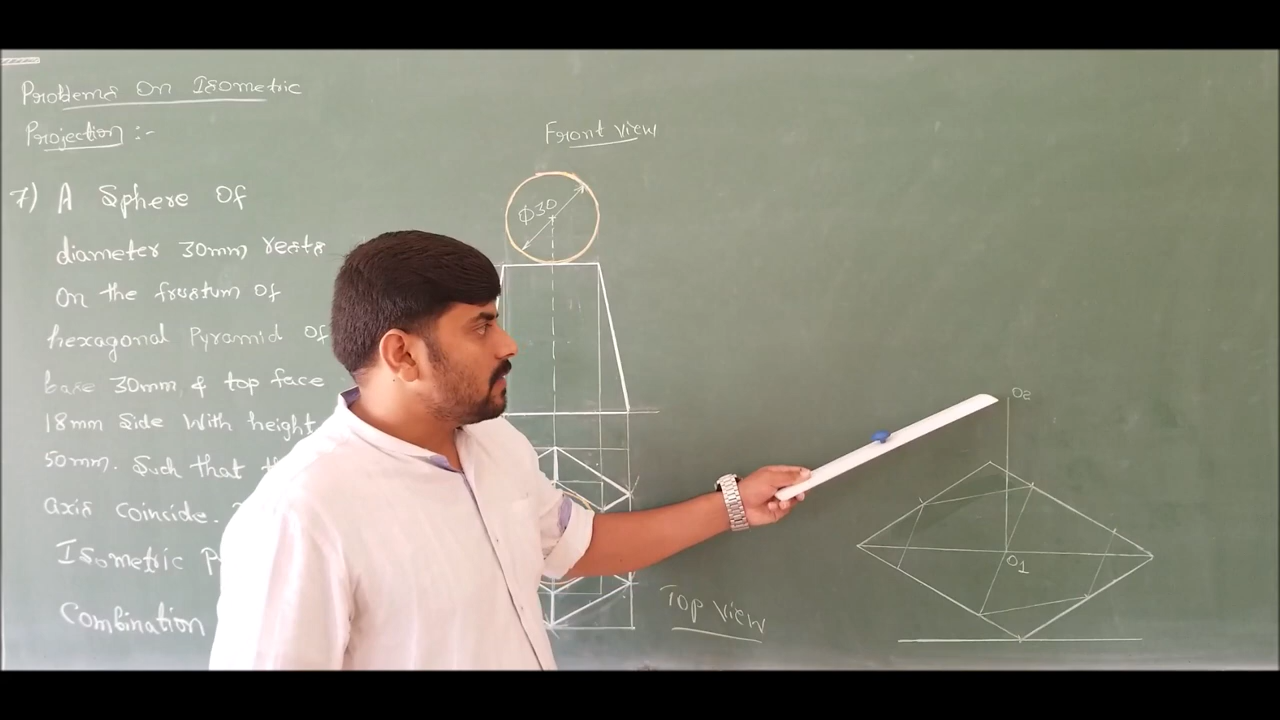 Problems On Isometric
Projection :-
7) A Sphere Of
diameter 30mm rests
On the frustum of
hexagonal Pyramid Of
base 30mm & top face
18mm Side With height
50mm. Such that
axis coincide.
Isometric
Combination
Front view
Φ30
Top view
O2
O1